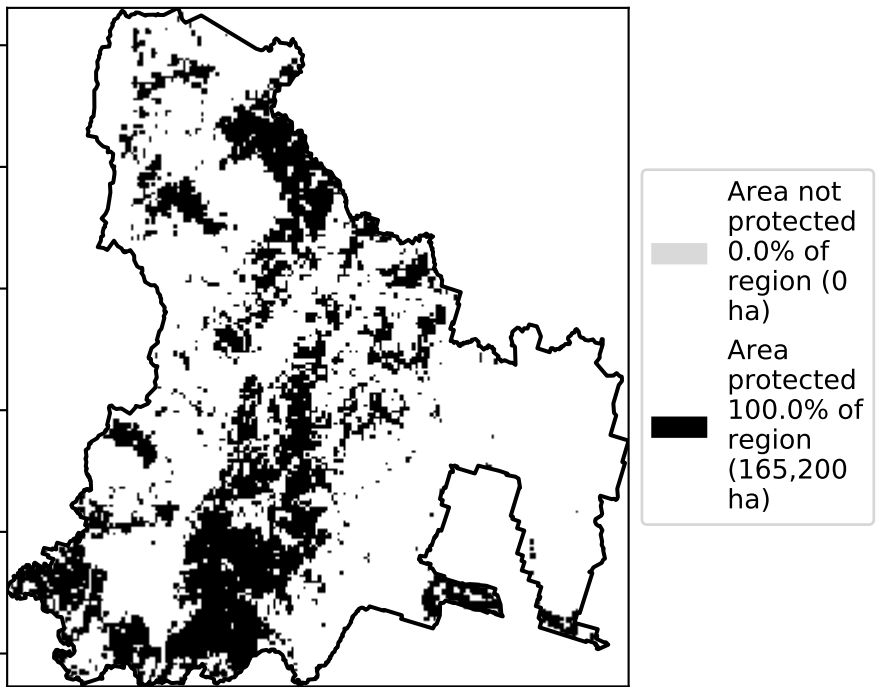 Area not
protected
0.0% of
region (0
ha)
Area
protected
100.0% of
region
(165,200
ha)